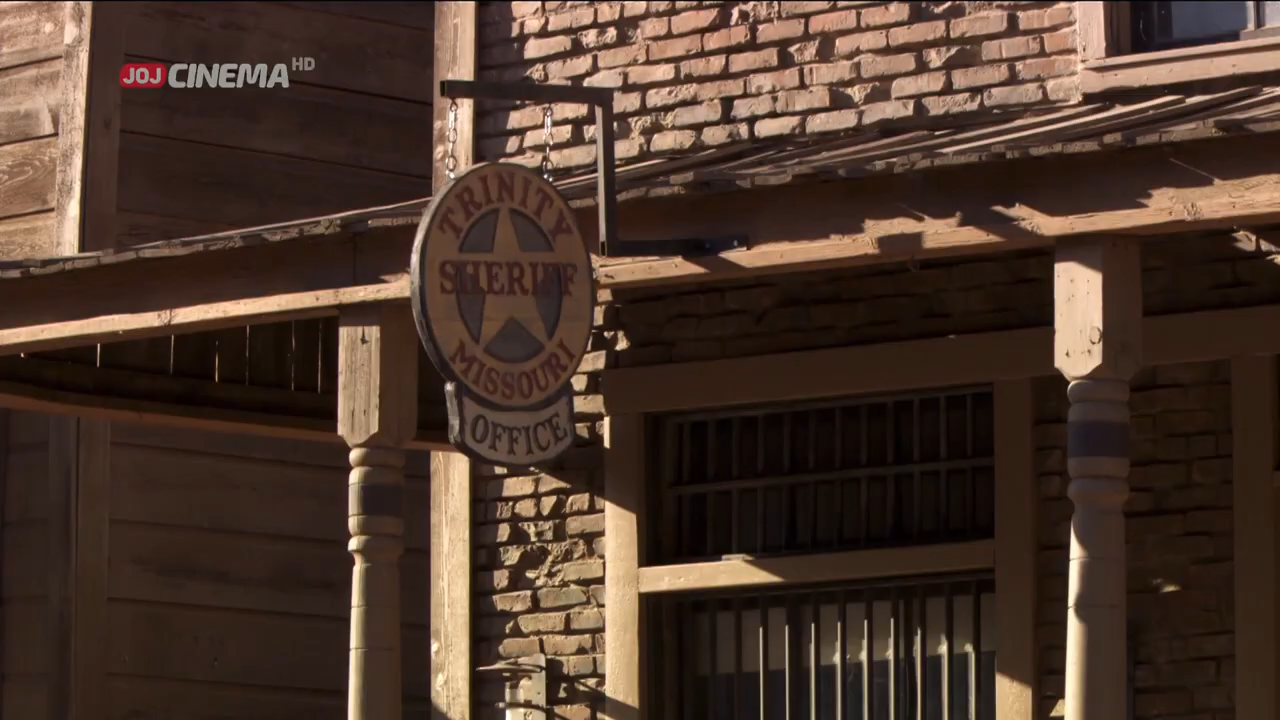 JOJ CINEMA HD
TRINITY
SHERIFF
MISSOURI
OFFICE